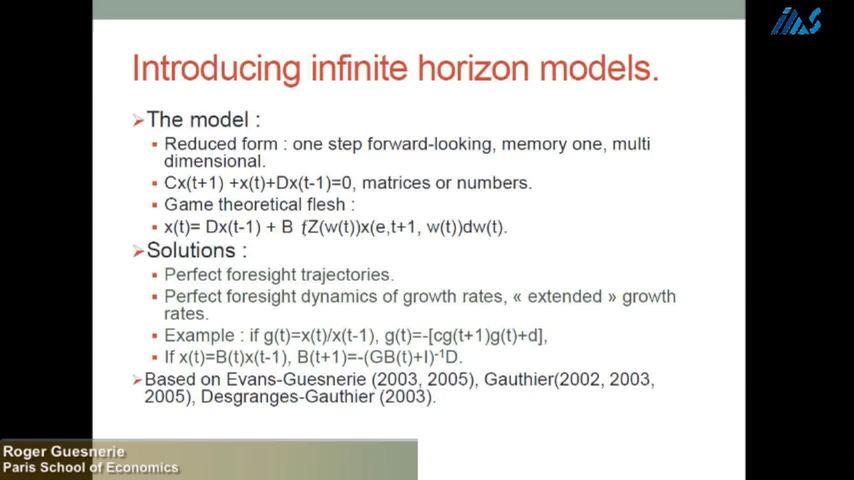 Introducing infinite horizon models.
The model :
Reduced form : one step forward-looking, memory one, multi
dimensional.
Cx(t+1) +x(t)+Dx(t-1)=0, matrices or numbers.
Game theoretical flesh :
x(t)= Dx(t-1) + B ƒZ(w(t))x(e,t+1, w(t))dw(t).
Solutions :
Perfect foresight trajectories.
Perfect foresight dynamics of growth rates, « extended » growth
rates.
Example : if g(t)=x(t)/x(t-1), g(t)=-[cg(t+1)g(t)+d],
If x(t)=B(t)x(t-1), B(t+1)=-(GB(t)+I)-1D.
Based on Evans-Guesnerie (2003, 2005), Gauthier(2002, 2003,
2005), Desgranges-Gauthier (2003).
Roger Guesnerie
Paris School of Economics